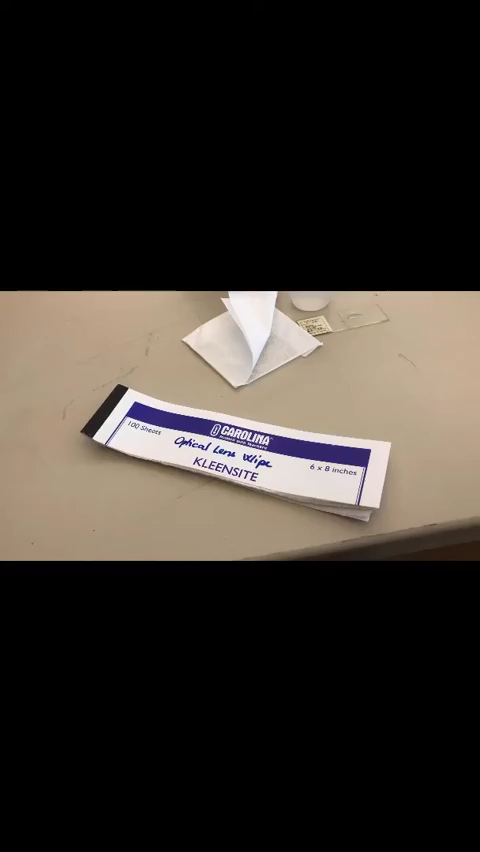 CAROLINA
100 Sheets
Optical Lens Wipe
6 x 8 inches
KLEENSITE